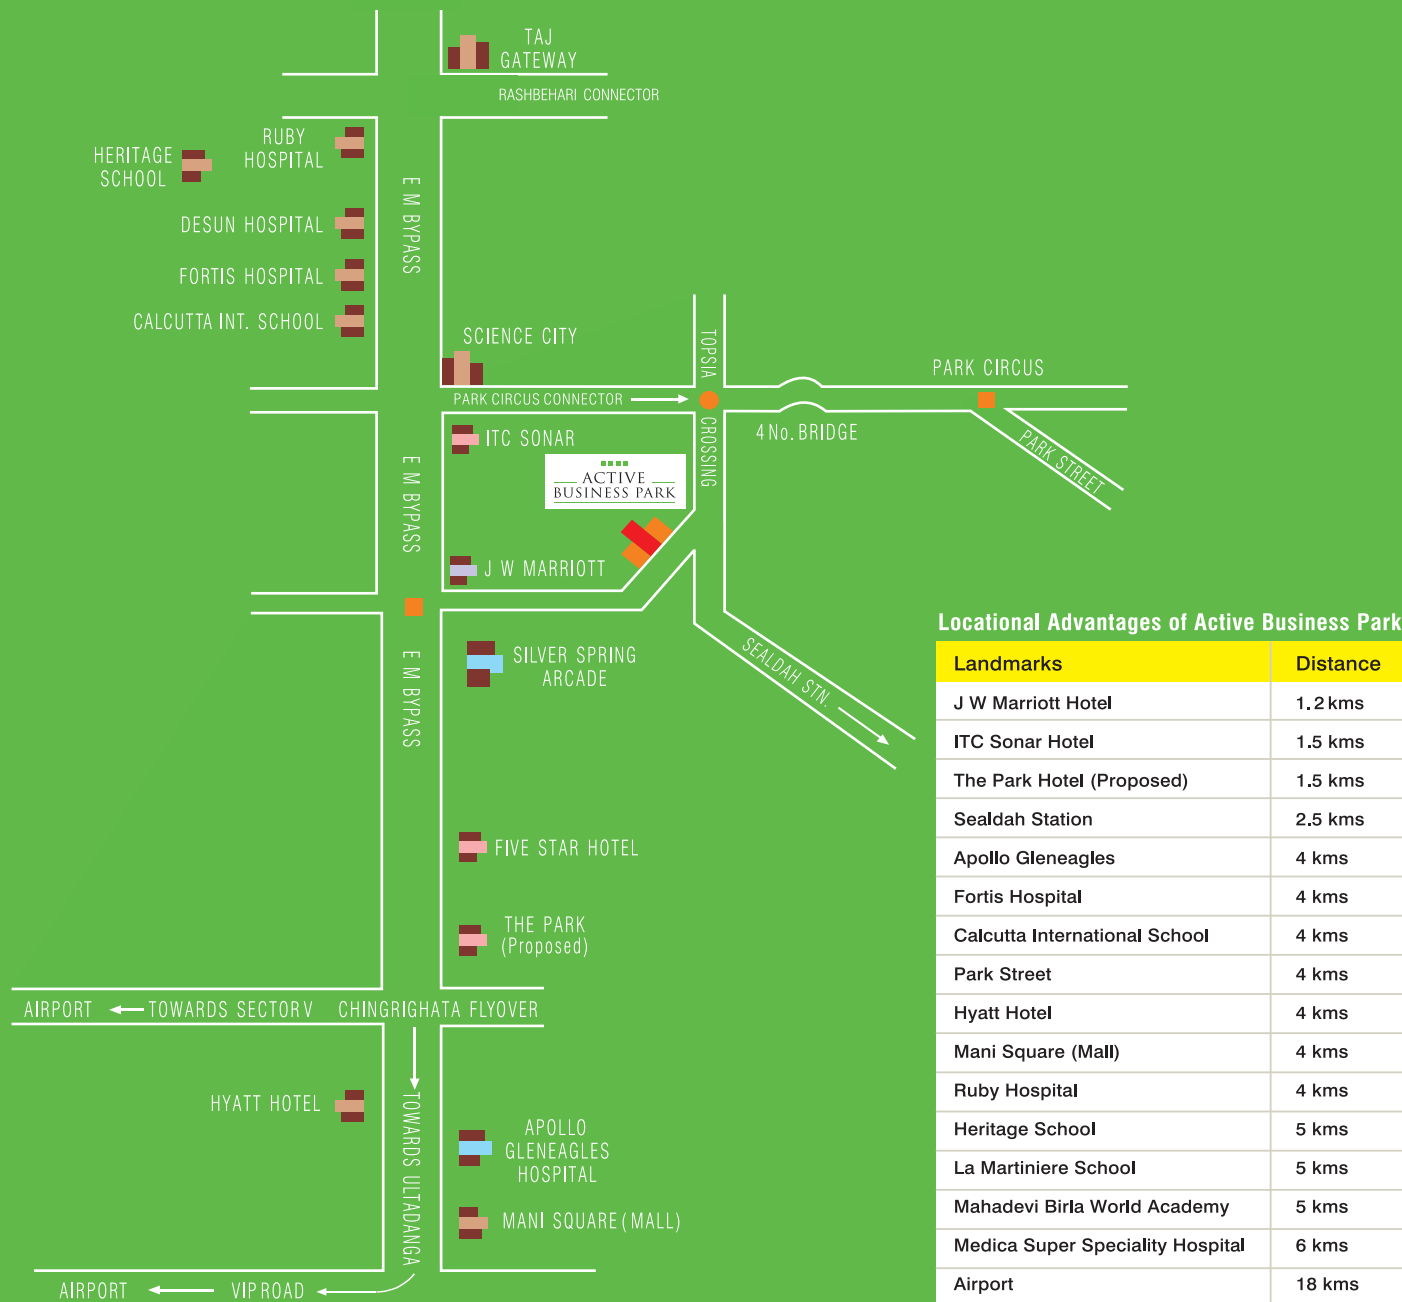 TAJ
GATEWAY
RASHBEHARI CONNECTOR
RUBY
HOSPITAL
HERITAGE
SCHOOL
E M BYPASS
DESUN HOSPITAL
FORTIS HOSPITAL
CALCUTTA INT. SCHOOL
SCIENCE CITY
TOPSIA
CROSSING
PARK CIRCUS
PARK CIRCUS CONNECTOR
4 No. BRIDGE
PARK STREET
ITC SONAR
ACTIVE
BUSINESS PARK
E M BYPASS
J W MARRIOTT
SILVER SPRING
ARCADE
E M BYPASS
SEALDAH STN.
FIVE STAR HOTEL
THE PARK
(Proposed)
AIRPORT TOWARDS SECTOR V CHINGRIGHATA FLYOVER
HYATT HOTEL
TOWARDS ULTADANGA
APOLLO
GLENEAGLES
HOSPITAL
MANI SQUARE (MALL)
AIRPORT VIP ROAD
Locational Advantages of Active Business Park
Landmarks Distance
J W Marriott Hotel 1.2 kms
ITC Sonar Hotel 1.5 kms
The Park Hotel (Proposed) 1.5 kms
Sealdah Station 2.5 kms
Apollo Gleneagles 4 kms
Fortis Hospital 4 kms
Calcutta International School 4 kms
Park Street 4 kms
Hyatt Hotel 4 kms
Mani Square (Mall) 4 kms
Ruby Hospital 4 kms
Heritage School 5 kms
La Martiniere School 5 kms
Mahadevi Birla World Academy 5 kms
Medica Super Speciality Hospital 6 kms
Airport 18 kms